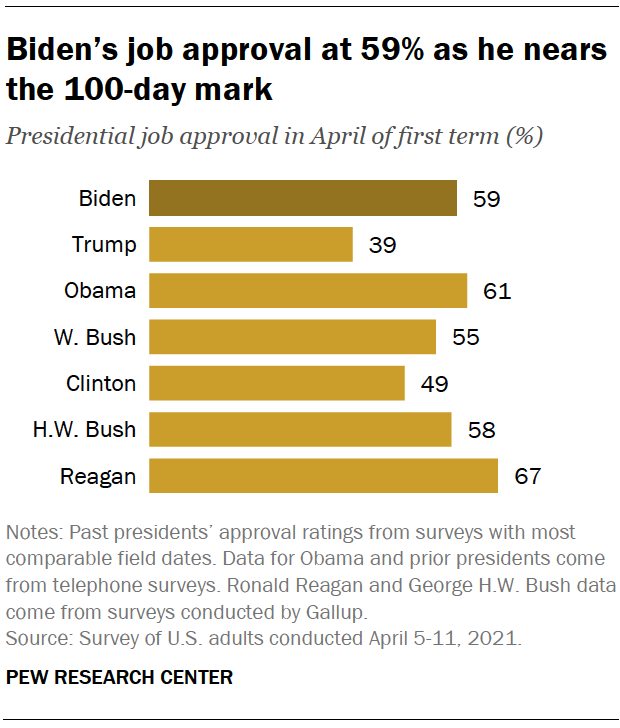 Biden’s job approval at 59% as he nears
the 100-day mark
Presidential job approval in April of first term (%)
Biden 59
Trump 39
Obama 61
W. Bush 55
Clinton 49
H.W. Bush 58
Reagan 67
Notes: Past presidents’ approval ratings from surveys with most
comparable field dates. Data for Obama and prior presidents come
from telephone surveys. Ronald Reagan and George H.W. Bush data
come from surveys conducted by Gallup.
Source: Survey of U.S. adults conducted April 5-11, 2021.
PEW RESEARCH CENTER